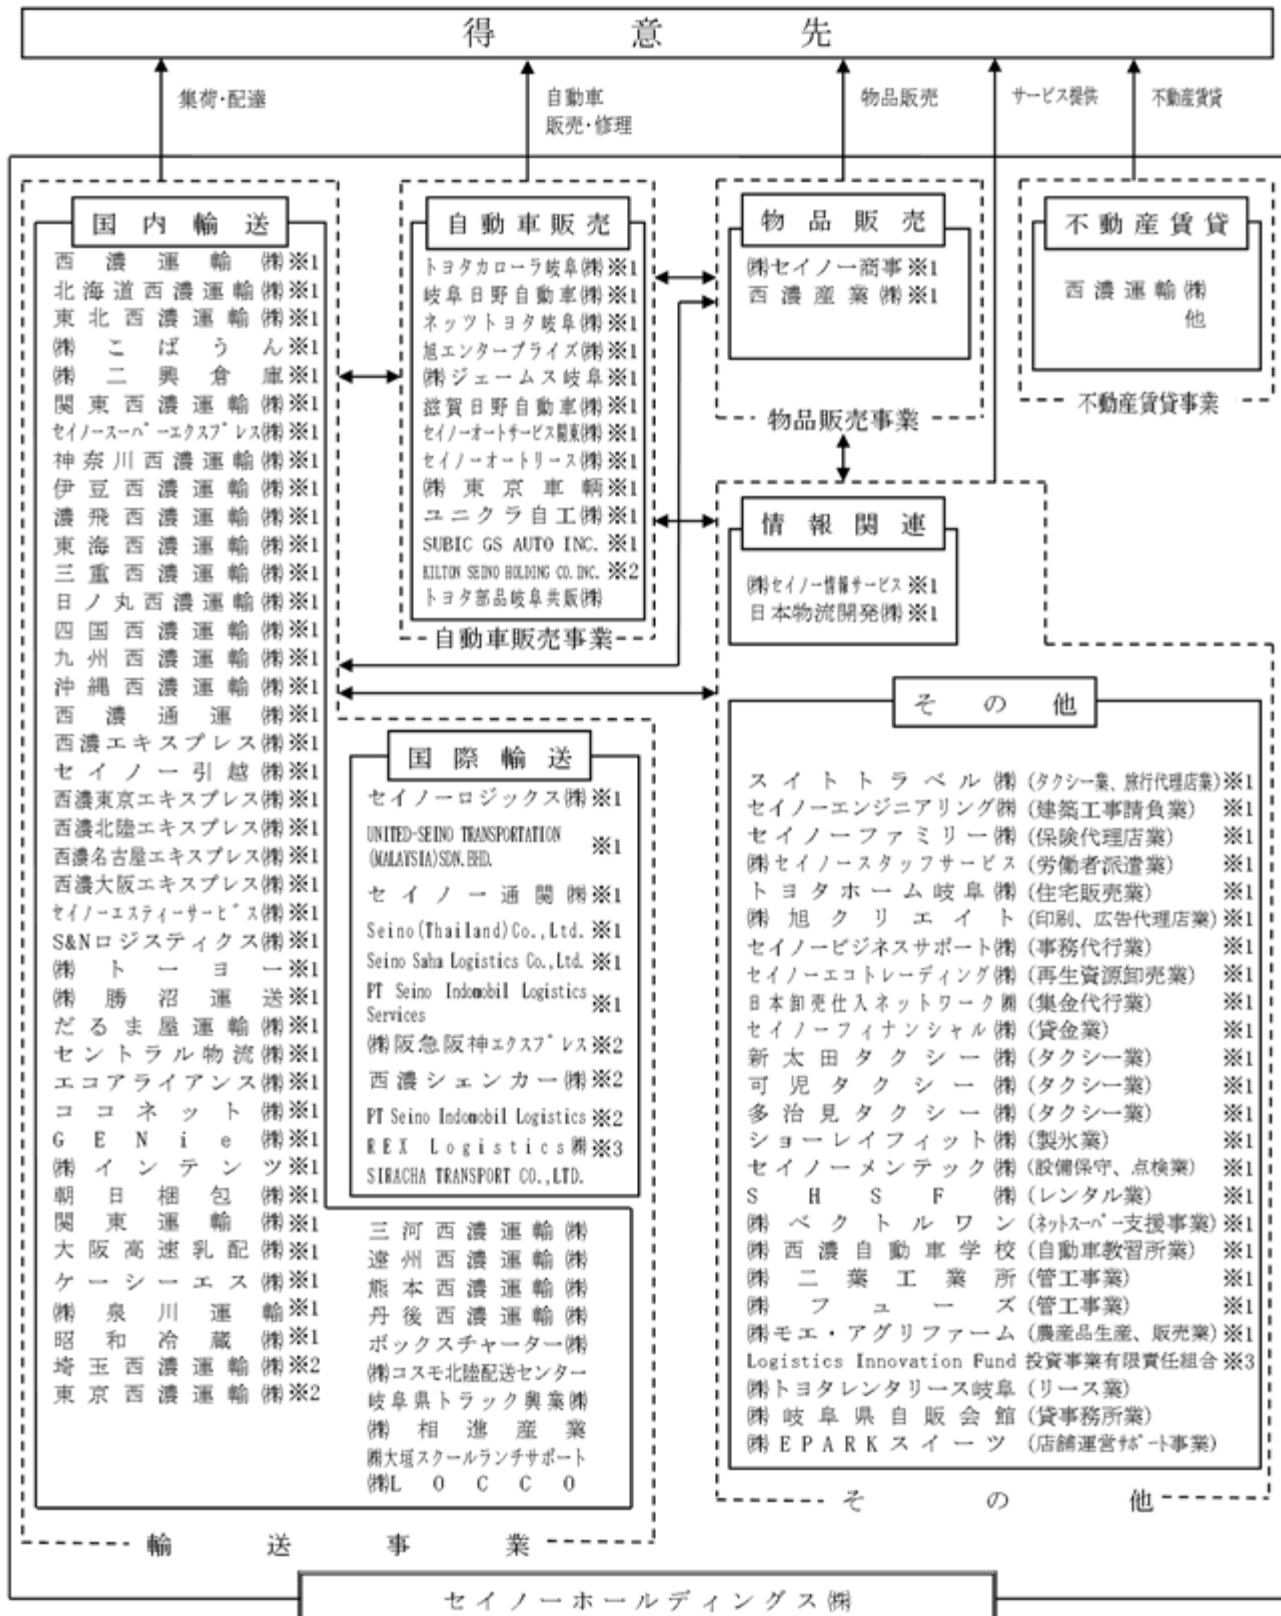 得意先
集荷・配達
自動車
販売・修理
物品販売
サービス提供
不動産賃貸
国内輸送
西濃運輸㈱※1
北海道西濃運輸㈱※1
東北西濃運輸㈱※1
㈱こばうん※1
㈱二興倉庫※1
関東西濃運輸㈱※1
セイノースーパーエクスプレス㈱※1
神奈川西濃運輸㈱※1
伊豆西濃運輸㈱※1
濃飛西濃運輸㈱※1
東海西濃運輸㈱※1
三重西濃運輸㈱※1
日ノ丸西濃運輸㈱※1
四国西濃運輸㈱※1
九州西濃運輸㈱※1
沖縄西濃運輸㈱※1
西濃通運㈱※1
西濃エキスプレス㈱※1
セイノー引越㈱※1
西濃東京エキスプレス㈱※1
西濃北陸エキスプレス㈱※1
西濃名古屋エキスプレス㈱※1
西濃大阪エキスプレス㈱※1
セイノーエスティーサービス㈱※1
S&Nロジスティクス㈱※1
㈱トーヨー※1
㈱勝沼運送※1
だるま屋運輸㈱※1
セントラル物流㈱※1
エコアライアンス㈱※1
ココネット㈱※1
GENie㈱※1
㈱インテンツ※1
朝日梱包㈱※1
関東運輸㈱※1
大阪高速乳配㈱※1
ケーシーエス㈱※1
㈱泉川運輸※1
昭和冷蔵㈱※1
埼玉西濃運輸㈱※2
東京西濃運輸㈱※2
三河西濃運輸㈱
遠州西濃運輸㈱
熊本西濃運輸㈱
丹後西濃運輸㈱
ボックスチャーター㈱
㈱コスモ北陸配送センター
岐阜県トラック興業㈱
㈱相進産業
㈱大垣スクールランチサポート
㈱LOCCO
国際輸送
セイノーロジックス㈱※1
UNITED-SEINO TRANSPORTATION
(MALAYSIA)SDN.BHD. ※1
セイノー通関㈱※1
Seino(Thailand)Co.,Ltd. ※1
Seino Saha Logistics Co.,Ltd. ※1
PT Seino Indomobil Logistics
Services ※1
㈱阪急阪神エクスプレス※2
西濃シェンカー㈱※2
PT Seino Indomobil Logistics ※2
REX Logistics㈱※3
SIRACHA TRANSPORT CO.,LTD.
輸送事業
自動車販売
トヨタカローラ岐阜㈱※1
岐阜日野自動車㈱※1
ネッツトヨタ岐阜㈱※1
旭エンタープライズ㈱※1
㈱ジェームス岐阜※1
滋賀日野自動車㈱※1
セイノーオートサービス関東㈱※1
セイノーオートリース㈱※1
㈱東京車輌※1
ユニクラ自工㈱※1
SUBIC GS AUTO INC. ※1
KILTON SEINO HOLDING CO.INC. ※2
トヨタ部品岐阜共販㈱
自動車販売事業
物品販売
㈱セイノー商事※1
西濃産業㈱※1
物品販売事業
不動産賃貸
西濃運輸㈱
他
不動産賃貸事業
情報関連
㈱セイノー情報サービス※1
日本物流開発㈱※1
その他
スイトトラベル㈱(タクシー業、旅行代理店業)※1
セイノーエンジニアリング㈱(建築工事請負業)※1
セイノーファミリー㈱(保険代理店業)※1
㈱セイノースタッフサービス(労働者派遣業)※1
トヨタホーム岐阜㈱(住宅販売業)※1
㈱旭クリエイト(印刷、広告代理店業)※1
セイノービジネスサポート㈱(事務代行業)※1
セイノーエコトレーディング㈱(再生資源卸売業)※1
日本卸売仕入ネットワーク㈱(集金代行業)※1
セイノーフィナンシャル㈱(貸金業)※1
新太田タクシー㈱(タクシー業)※1
可児タクシー㈱(タクシー業)※1
多治見タクシー㈱(タクシー業)※1
ショーレイフィット㈱(製氷業)※1
セイノーメンテック㈱(設備保守、点検業)※1
SHSF㈱(レンタル業)※1
㈱ベクトルワン(ネットスーパー支援事業)※1
㈱西濃自動車学校(自動車教習所業)※1
㈱二葉工業所(管工事業)※1
㈱フューズ(管工事業)※1
㈱モエ・アグリファーム(農産品生産、販売業)※1
Logistics Innovation Fund 投資事業有限責任組合※3
㈱トヨタレンタリース岐阜(リース業)
㈱岐阜県自販会館(貸事務所業)
㈱EPARKスイーツ(店舗運営サポート事業)
その他
セイノーホールディングス㈱